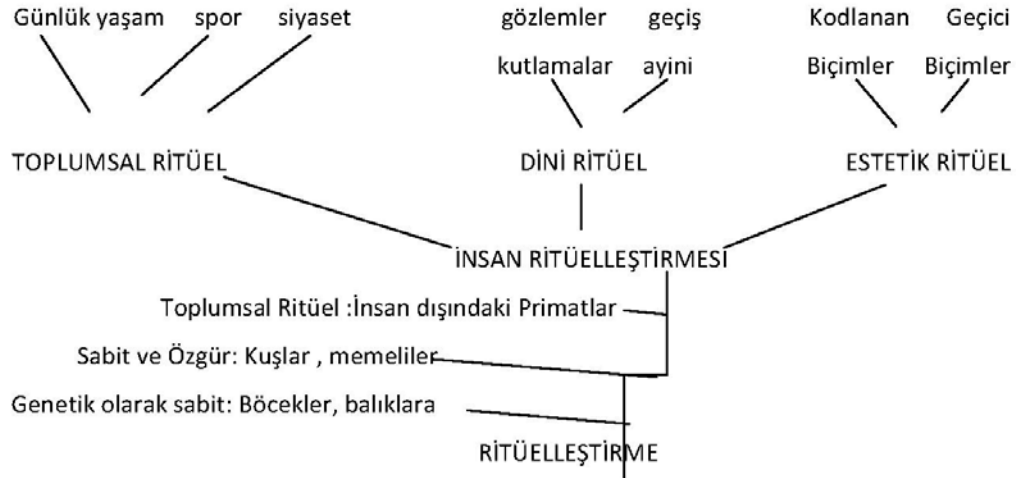 Günlük yaşam spor siyaset gözlemler geçiş Kodlanan Geçici
kutlamalar ayini Biçimler Biçimler
TOPLUMSAL RİTÜEL DİNİ RİTÜEL ESTETİK RİTÜEL
İNSAN RİTÜELLEŞTİRMESİ
Toplumsal Ritüel :İnsan dışındaki Primatlar
Sabit ve Özgür: Kuşlar , memeliler
Genetik olarak sabit: Böcekler, balıklara
RİTÜELLEŞTİRME